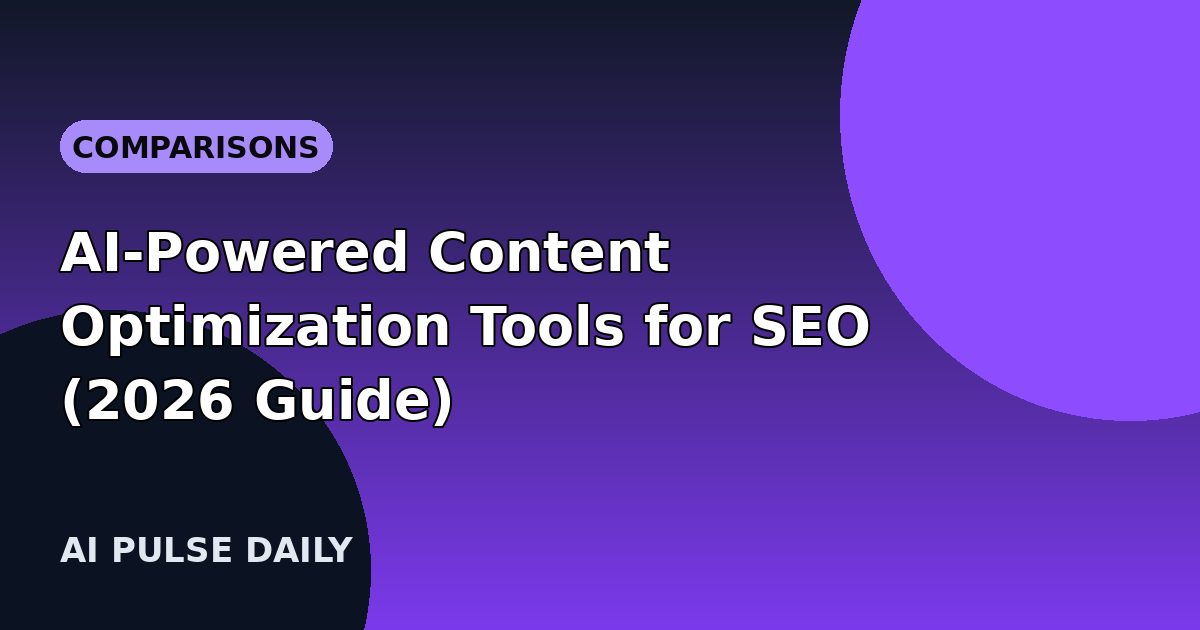 COMPARISONS
AI-Powered Content
Optimization Tools for SEO
(2026 Guide)
AI PULSE DAILY